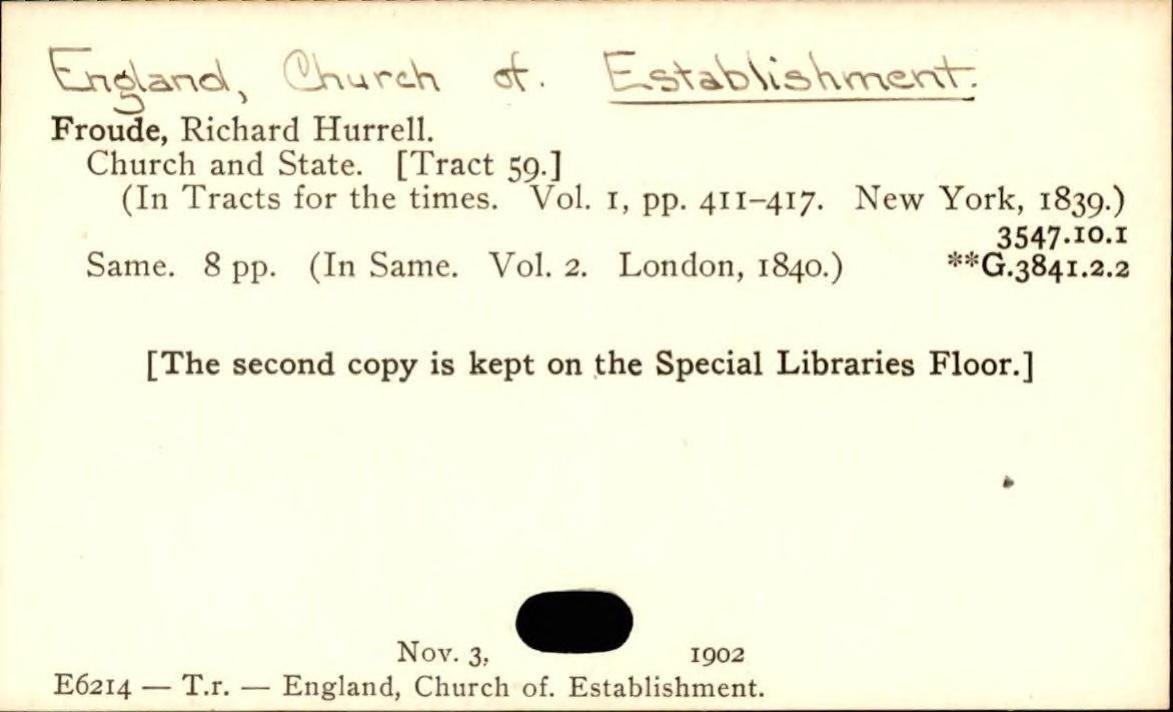 England, Church of. Establishment.
Froude, Richard Hurrell.
Church and State. [Tract 59.]
(In Tracts for the times. Vol. 1, pp. 411–417. New York, 1839.)
3547.10.1
Same. 8 pp. (In Same. Vol. 2. London, 1840.) **G.3841.2.2
[The second copy is kept on the Special Libraries Floor.]
Nov. 3, 1902
E6214 — T.r. — England, Church of. Establishment.